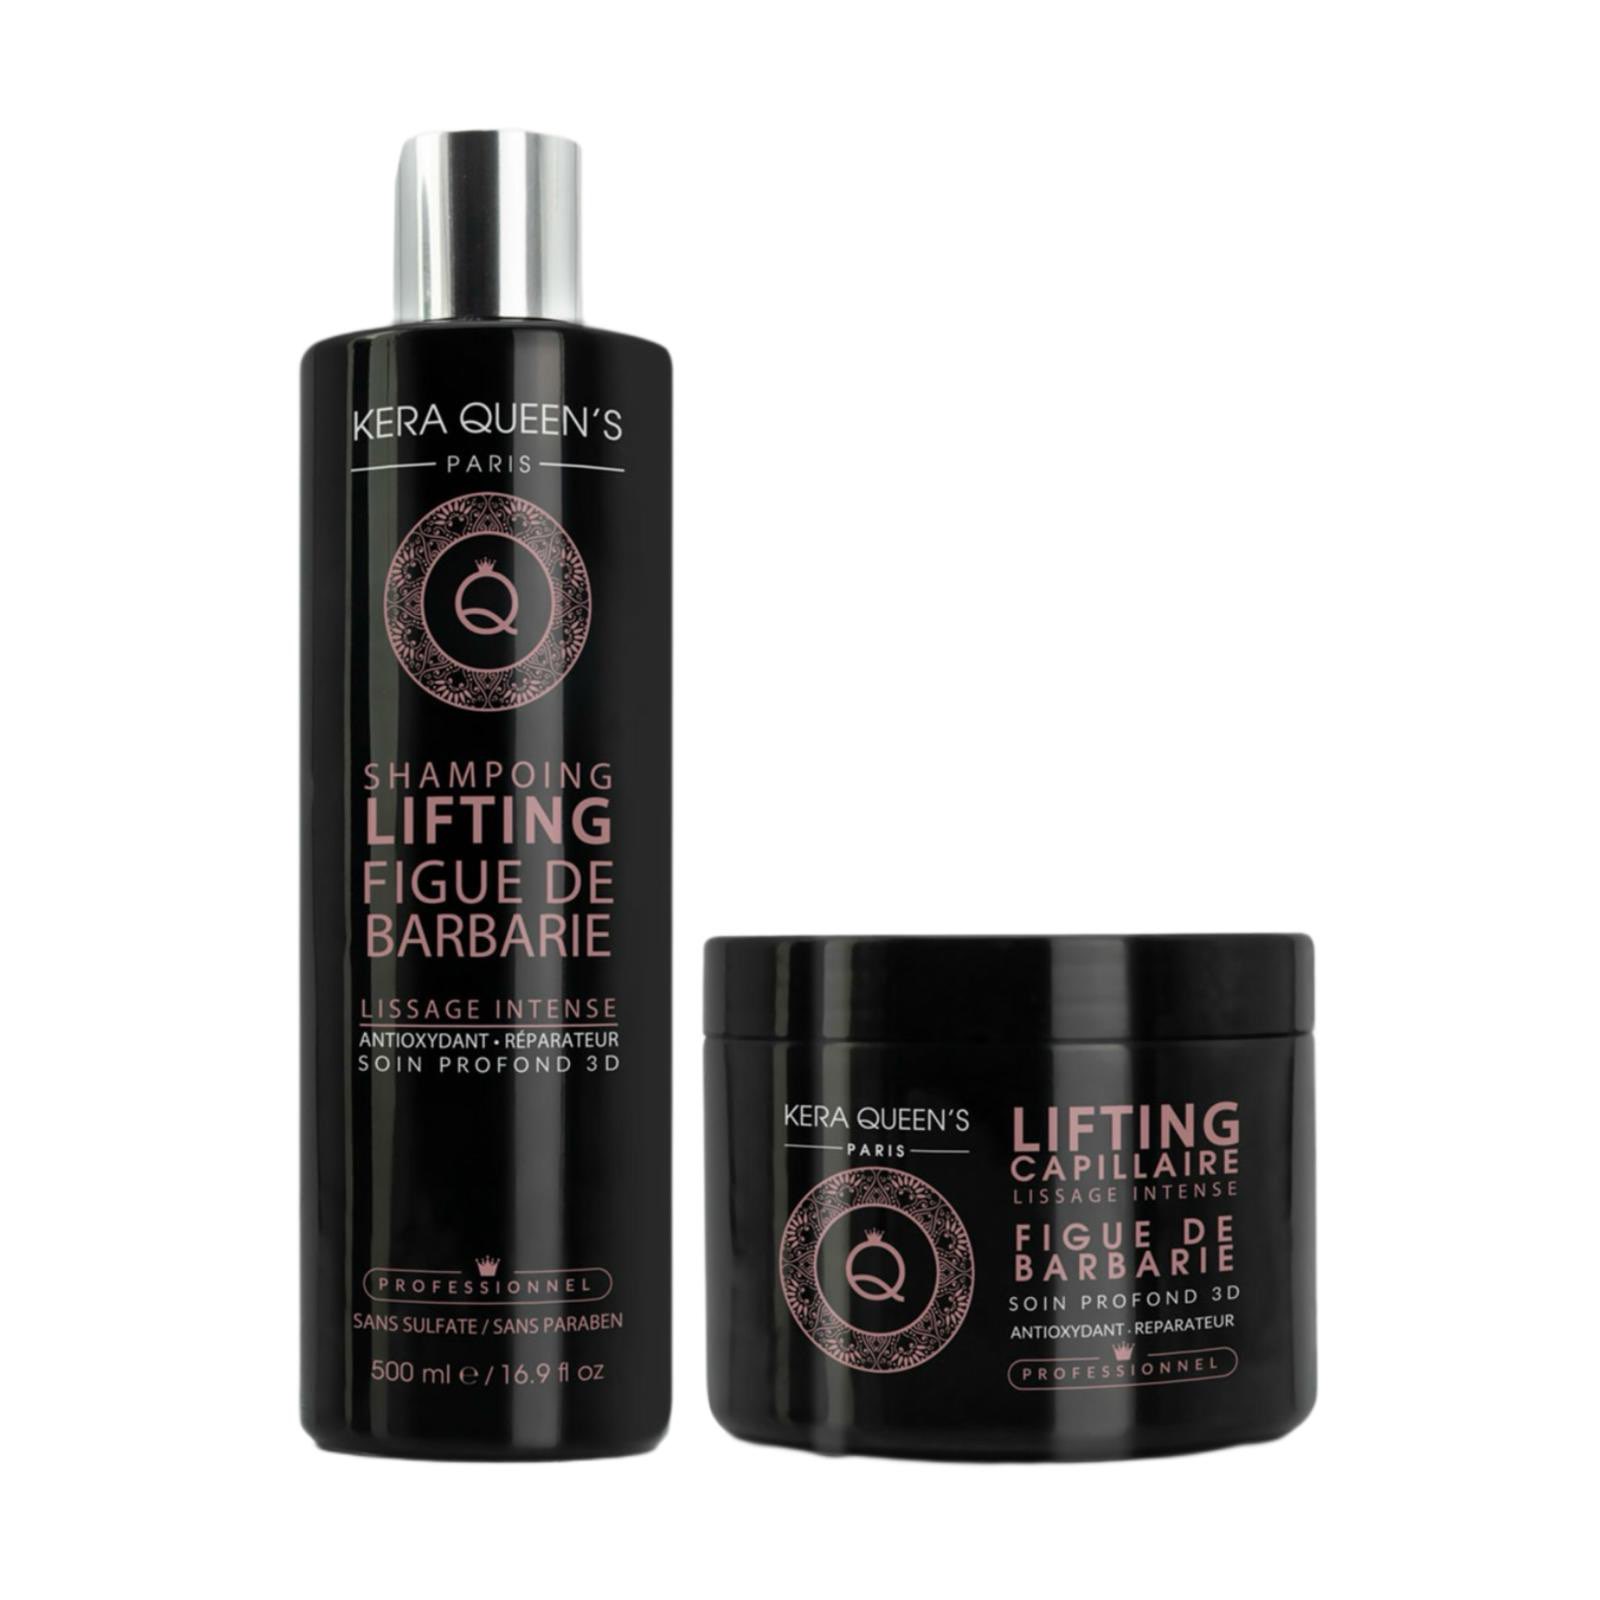 KERA QUEEN'S
PARIS
Q
SHAMPOING
LIFTING
FIGUE DE
BARBARIE
LISSAGE INTENSE
ANTIOXYDANT • RÉPARATEUR
SOIN PROFOND 3D
PROFESSIONNEL
SANS SULFATE / SANS PARABEN
500 ml ℮ / 16.9 fl oz
KERA QUEEN'S
PARIS
Q
LIFTING
CAPILLAIRE
LISSAGE INTENSE
FIGUE DE
BARBARIE
SOIN PROFOND 3D
ANTIOXYDANT • REPARATEUR
PROFESSIONNEL